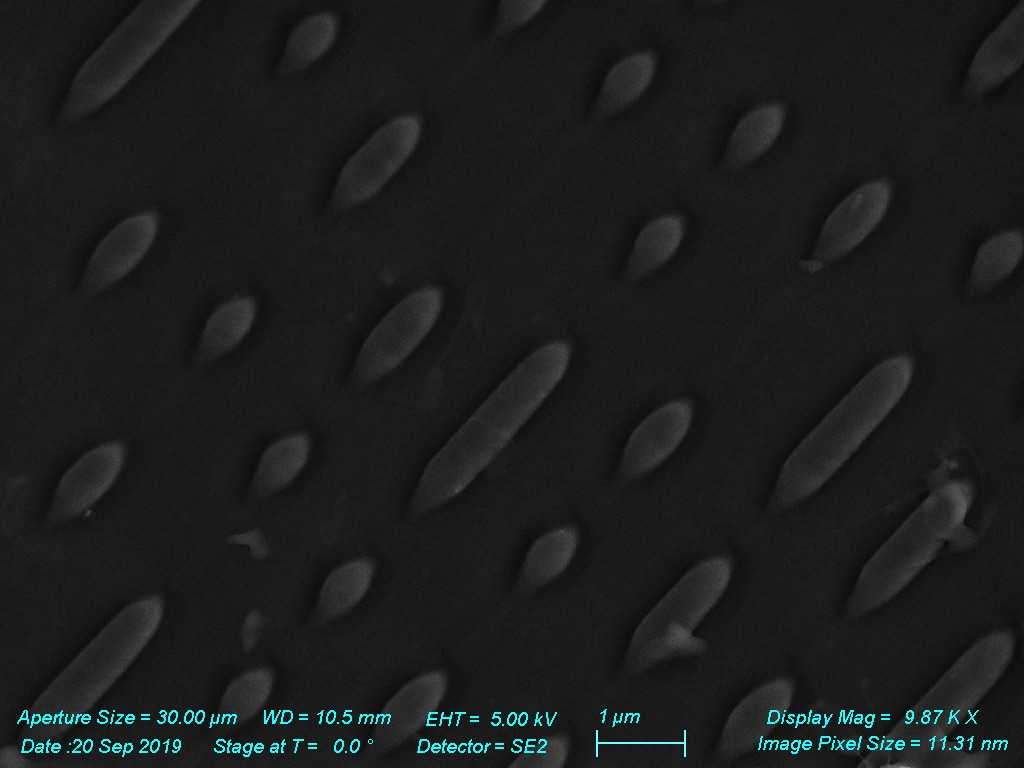 Aperture Size = 30.00 µm WD = 10.5 mm EHT = 5.00 kV 1 µm Display Mag = 9.87 K X
Date :20 Sep 2019 Stage at T = 0.0 ° Detector = SE2 Image Pixel Size = 11.31 nm